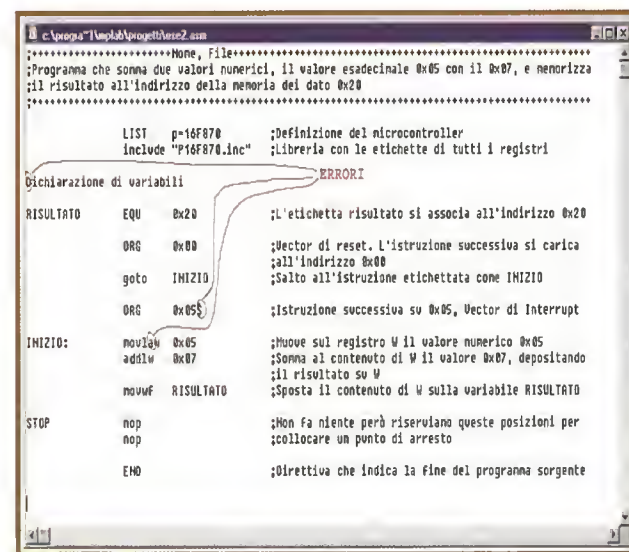 c:\progra~1\mplab\progetti\ese2.asm
;***********************Nome, File***********************************************************
;Programma che somma due valori numerici, il valore esadecimale 0x05 con il 0x07, e memorizza
;il risultato all'indirizzo della memoria dei dato 0x20
;********************************************************************************************
LIST p=16F870 ;Definizione del microcontroller
include "P16F870.inc" ;Libreria con le etichette di tutti i registri
ERRORI
Dichiarazione di variabili
RISULTATO EQU 0x20 ;L'etichetta risultato si associa all'indirizzo 0x20
ORG 0x00 ;Vector di reset. L'istruzione successiva si carica
;all'indirizzo 0x00
goto INIZIO ;Salto all'istruzione etichettata come INIZIO
ORG 0x05$ ;Istruzione successiva su 0x05, Vector di Interrupt
INIZIO: movlaw 0x05 ;Muove sul registro W il valore numerico 0x05
addlw 0x07 ;Somma al contenuto di W il valore 0x07, depositando
;il risultato su W
movwf RISULTATO ;Sposta il contenuto di W sulla variabile RISULTATO
STOP nop ;Non fa niente però riserviamo queste posizioni per
nop ;collocare un punto di arresto
END ;Direttiva che indica la fine del programma sorgente